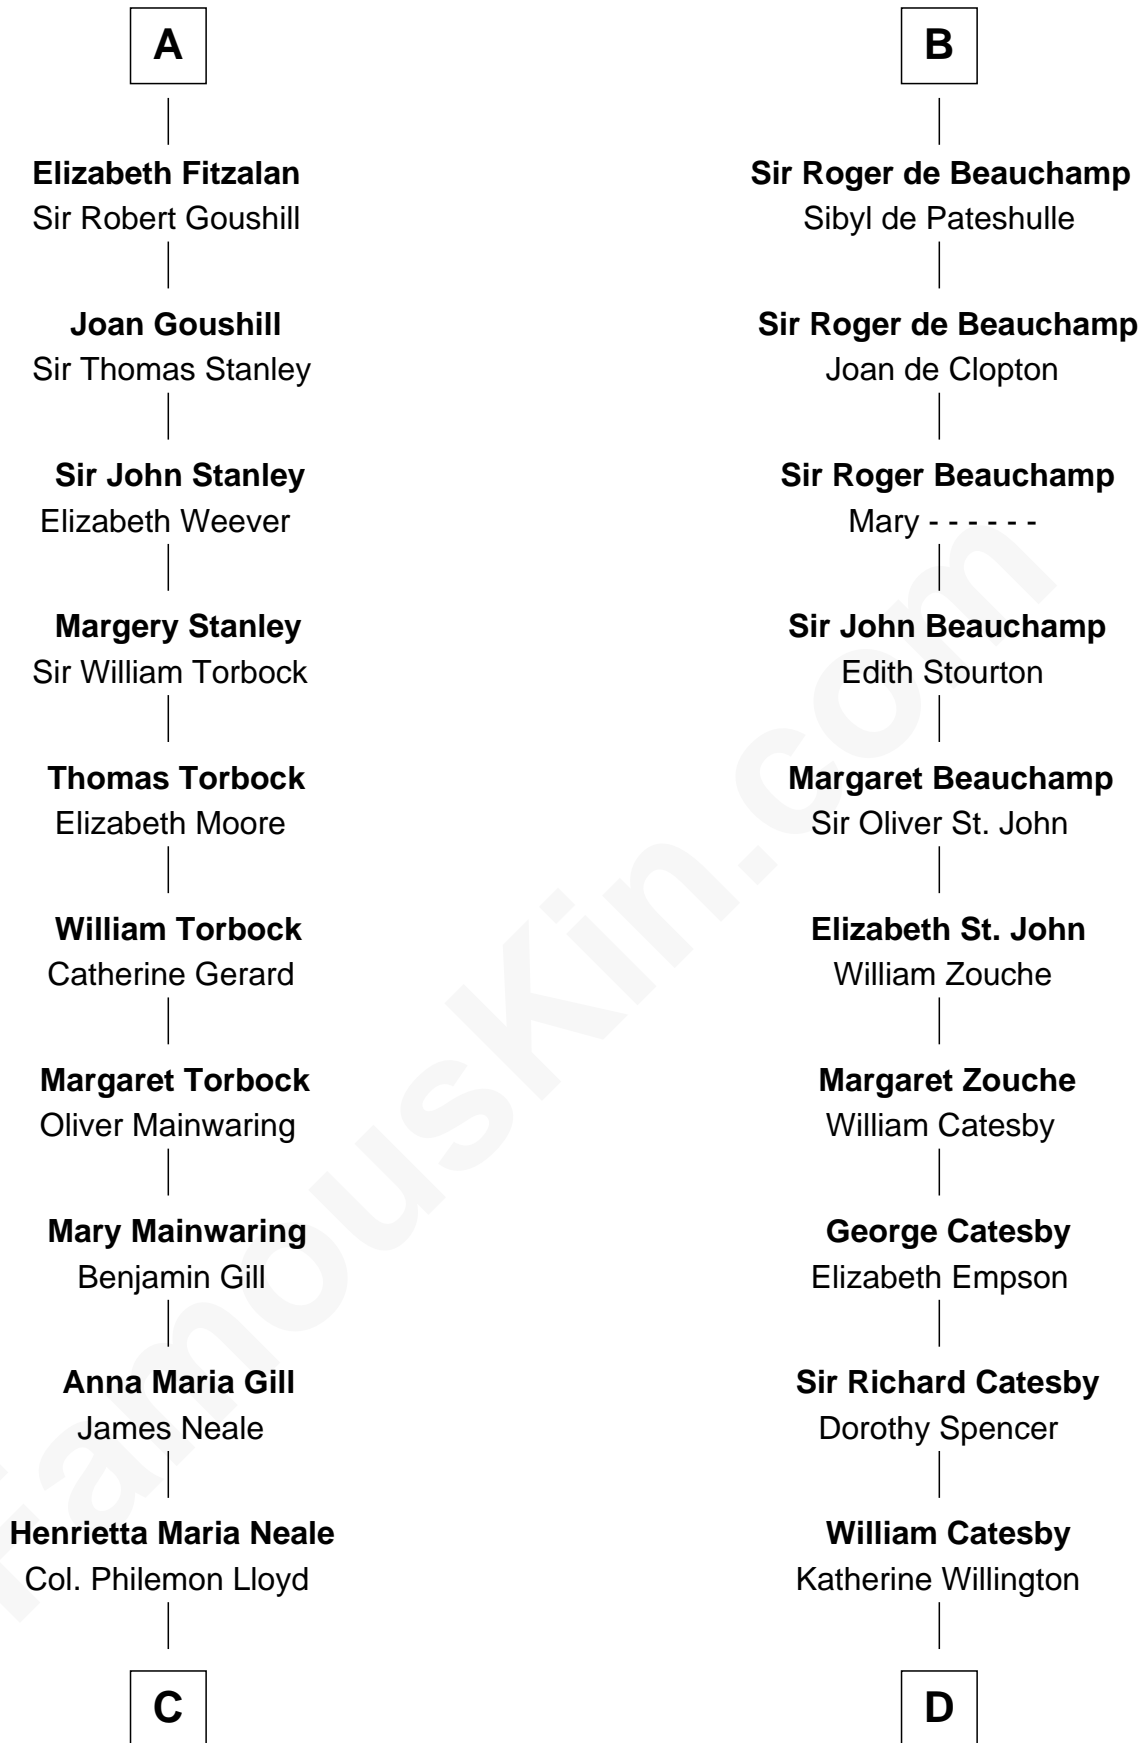 A
Elizabeth Fitzalan
Sir Robert Goushill
Joan Goushill
Sir Thomas Stanley
Sir John Stanley
Elizabeth Weever
Margery Stanley
Sir William Torbock
Thomas Torbock
Elizabeth Moore
William Torbock
Catherine Gerard
Margaret Torbock
Oliver Mainwaring
Mary Mainwaring
Benjamin Gill
Anna Maria Gill
James Neale
Henrietta Maria Neale
Col. Philemon Lloyd
C
B
Sir Roger de Beauchamp
Sibyl de Pateshulle
Sir Roger de Beauchamp
Joan de Clopton
Sir Roger Beauchamp
Mary - - - - - -
Sir John Beauchamp
Edith Stourton
Margaret Beauchamp
Sir Oliver St. John
Elizabeth St. John
William Zouche
Margaret Zouche
William Catesby
George Catesby
Elizabeth Empson
Sir Richard Catesby
Dorothy Spencer
William Catesby
Katherine Willington
D
FamousKin.com